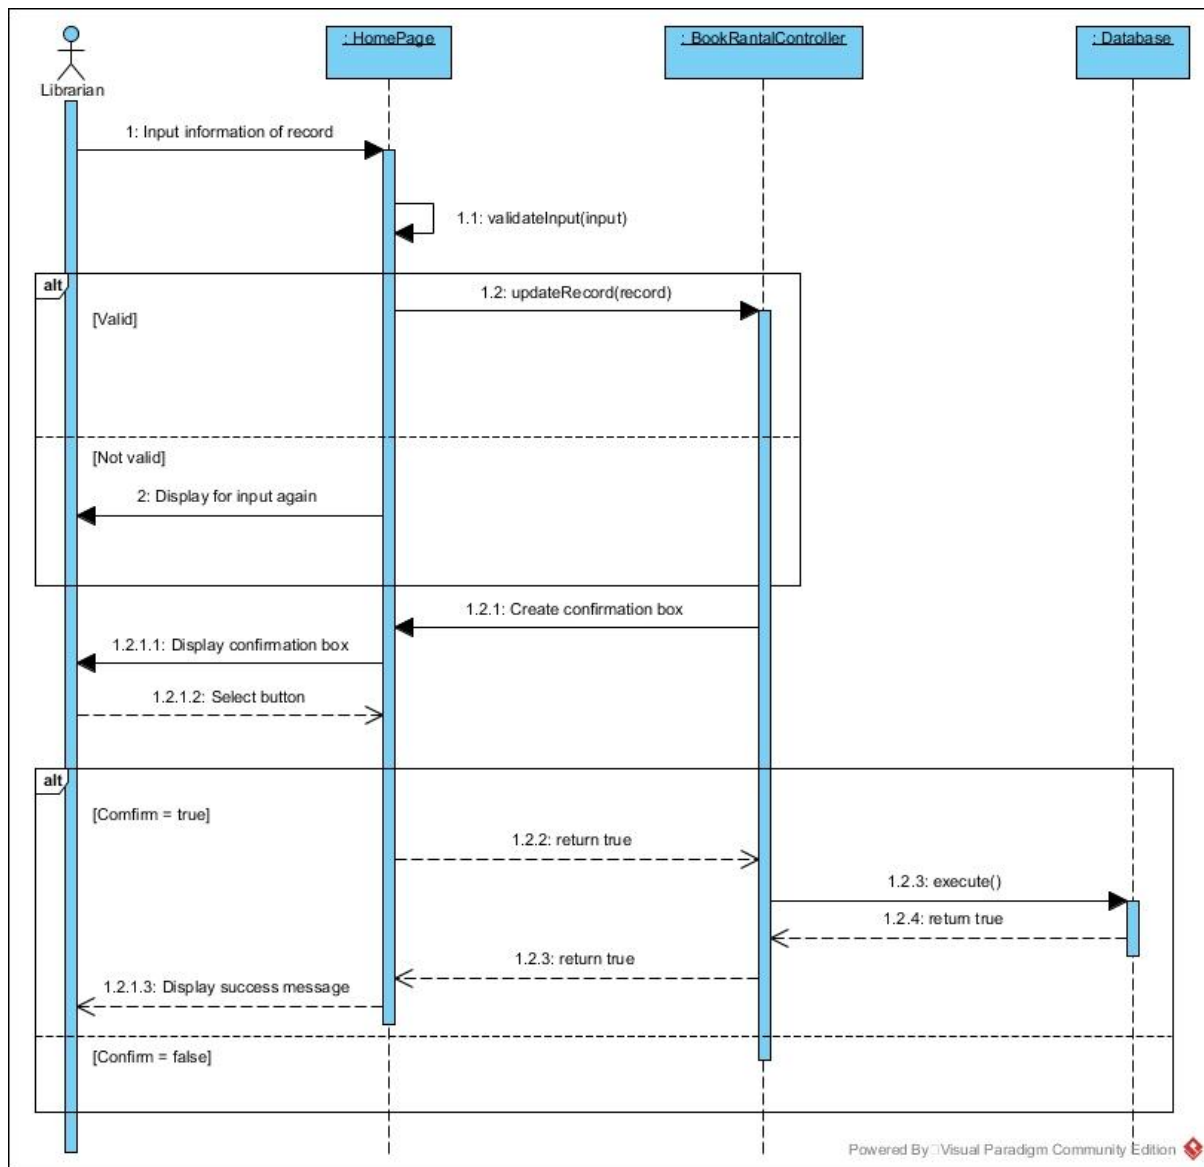 Librarian
: HomePage
: BookRantalController
: Database
1: Input information of record
1.1: validateInput(input)
alt
1.2: updateRecord(record)
[Valid]
[Not valid]
2: Display for input again
1.2.1: Create confirmation box
1.2.1.1: Display confirmation box
1.2.1.2: Select button
alt
[Comfirm = true]
1.2.2: return true
1.2.3: execute()
1.2.4: return true
1.2.3: return true
1.2.1.3: Display success message
[Confirm = false]
Powered By Visual Paradigm Community Edition